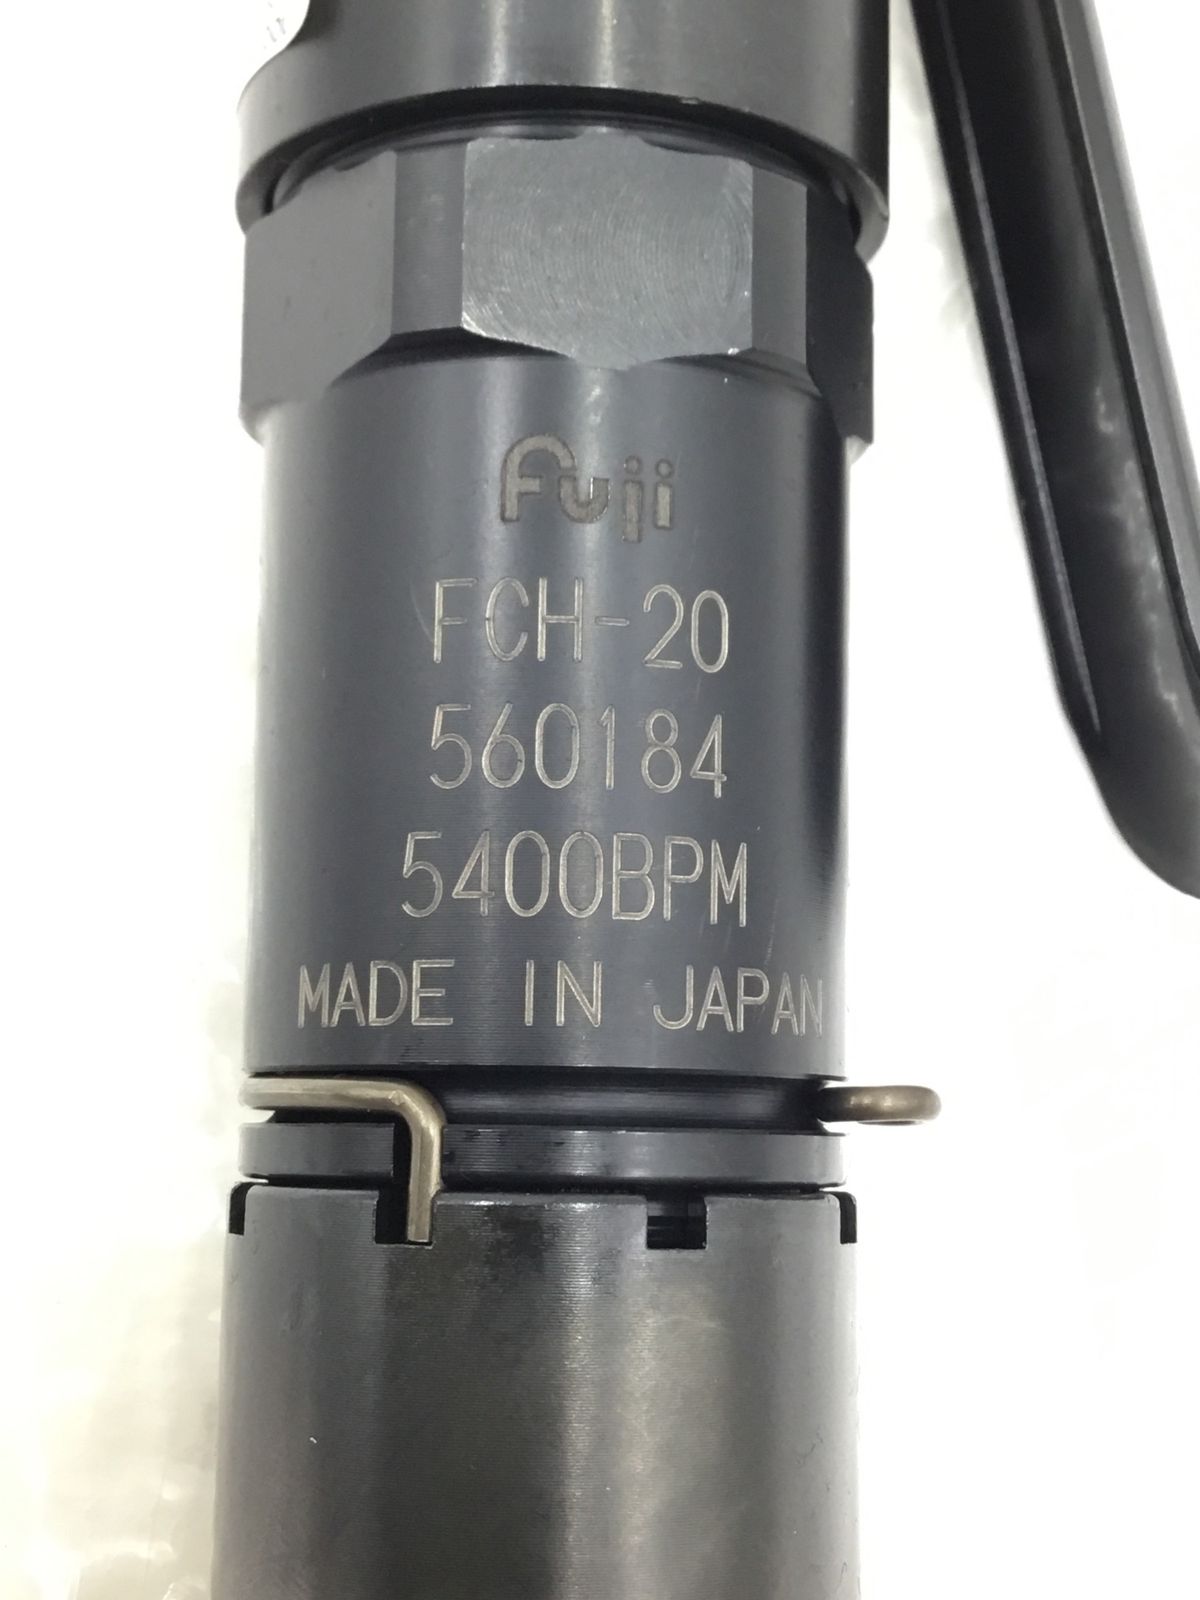 Fuji
FCH-20
560184
5400BPM
MADE IN JAPAN